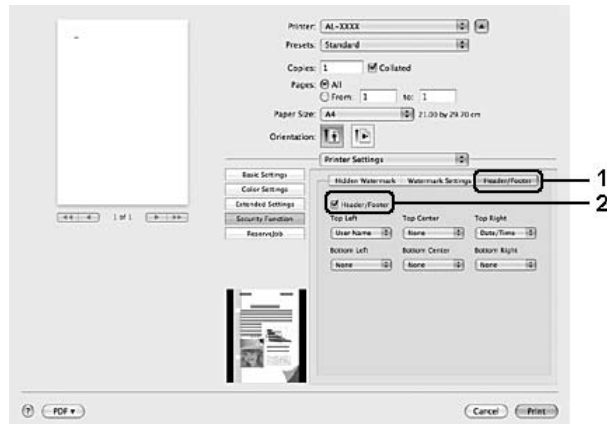 Printer: AL-XXXX
Presets: Standard
Copies: 1 Collated
Pages: All
From: 1 to: 1
Paper Size: A4 21.00 by 29.70 cm
Orientation:
Printer Settings
Basic Settings
Color Settings
Extended Settings
Security Function
ReserveJob
Hidden Watermark Watermark Settings Header/Footer 1
Header/Footer 2
Top Left Top Center Top Right
User Name None Date/Time
Bottom Left Bottom Center Bottom Right
None None None
1 of 1
? PDF Cancel Print